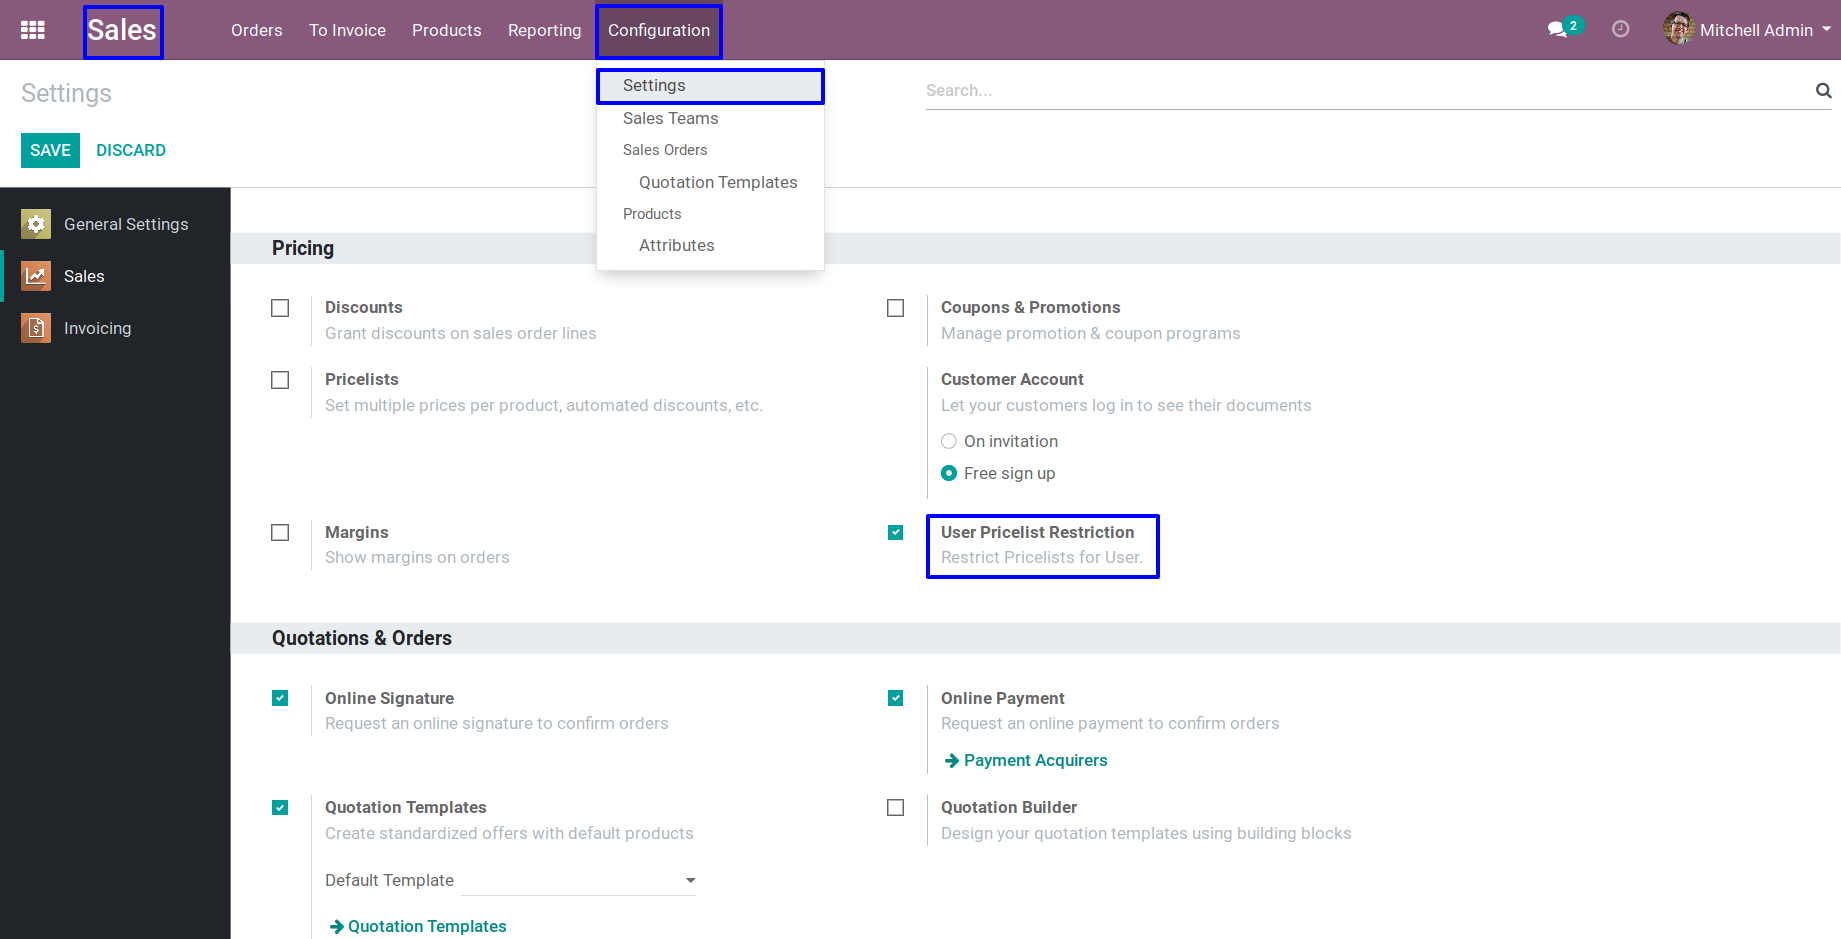 Sales
Orders
To Invoice
Products
Reporting
Configuration
2
Mitchell Admin
Settings
Search...
SAVE
DISCARD
Settings
Sales Teams
Sales Orders
Quotation Templates
Products
Attributes
General Settings
Sales
Invoicing
Pricing
Discounts
Grant discounts on sales order lines
Coupons & Promotions
Manage promotion & coupon programs
Pricelists
Set multiple prices per product, automated discounts, etc.
Customer Account
Let your customers log in to see their documents
On invitation
Free sign up
Margins
Show margins on orders
User Pricelist Restriction
Restrict Pricelists for User.
Quotations & Orders
Online Signature
Request an online signature to confirm orders
Online Payment
Request an online payment to confirm orders
Payment Acquirers
Quotation Templates
Create standardized offers with default products
Default Template
Quotation Templates
Quotation Builder
Design your quotation templates using building blocks